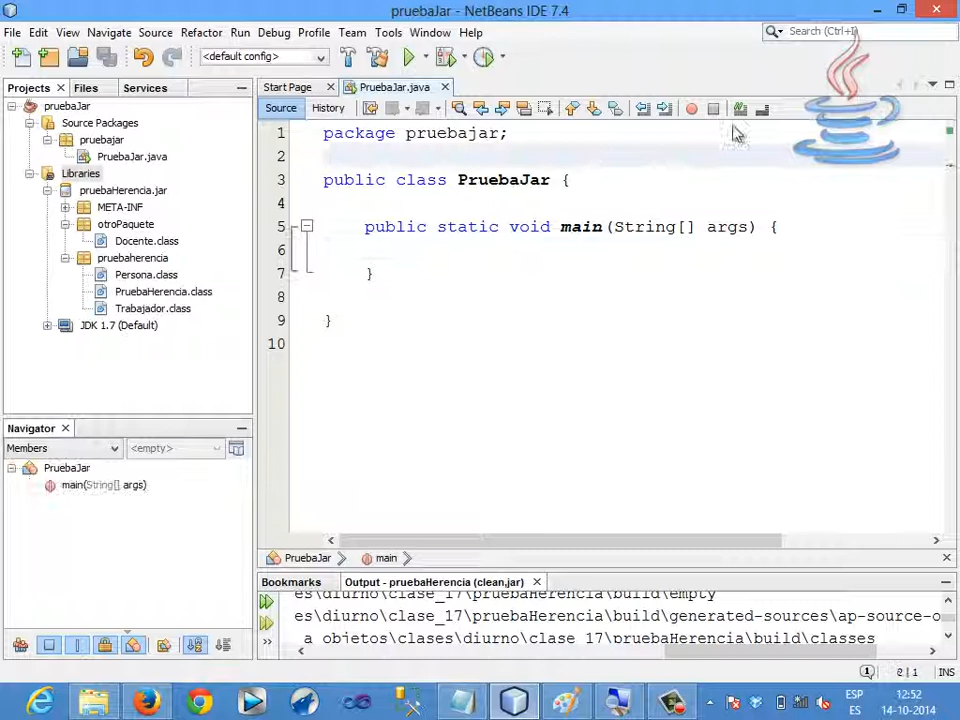 pruebaJar - NetBeans IDE 7.4
File Edit View Navigate Source Refactor Run Debug Profile Team Tools Window Help
Search (Ctrl+I)
<default config>
Projects Files Services
Start Page PruebaJar.java
Source History
pruebaJar
Source Packages
pruebajar
PruebaJar.java
Libraries
pruebaHerencia.jar
META-INF
otroPaquete
Docente.class
pruebaherencia
Persona.class
PruebaHerencia.class
Trabajador.class
JDK 1.7 (Default)
1 package pruebajar;
2
3 public class PruebaJar {
4
5 public static void main(String[] args) {
6
7 }
8
9 }
10
Navigator
Members <empty>
PruebaJar
main(String[] args)
PruebaJar main
Bookmarks Output - pruebaHerencia (clean,jar)
es\diurno\clase_17\pruebaHerencia\build\empty
es\diurno\clase_17\pruebaHerencia\build\generated-sources\ap-source-o
a objetos\clases\diurno\clase_17\pruebaHerencia\build\classes
2 | 1 INS
ESP
ES
12:52
14-10-2014